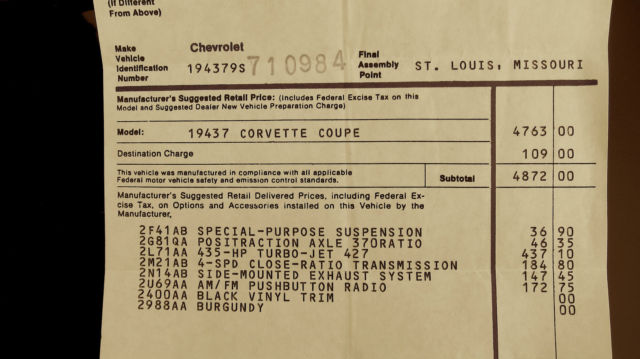 (If Different
From Above)
Make Chevrolet
Vehicle Identification Number 194379S710984 Final Assembly Point ST. LOUIS, MISSOURI
Manufacturer's Suggested Retail Price: (Includes Federal Excise Tax on this
Model and Suggested Dealer New Vehicle Preparation Charge)
Model: 19437 CORVETTE COUPE 4763 00
Destination Charge 109 00
This vehicle was manufactured in compliance with all applicable
Federal motor vehicle safety and emission control standards. Subtotal 4872 00
Manufacturer's Suggested Retail Delivered Prices, including Federal Ex-
cise Tax, on Options and Accessories installed on this Vehicle by the
Manufacturer.
2F41AB SPECIAL-PURPOSE SUSPENSION 36 90
2G81QA POSITRACTION AXLE 370RATIO 46 35
2L71AA 435-HP TURBO-JET 427 437 10
2M21AB 4-SPD CLOSE-RATIO TRANSMISSION 184 80
2N14AB SIDE-MOUNTED EXHAUST SYSTEM 147 45
2U69AA AM/FM PUSHBUTTON RADIO 172 75
2400AA BLACK VINYL TRIM 00
2988AA BURGUNDY 00